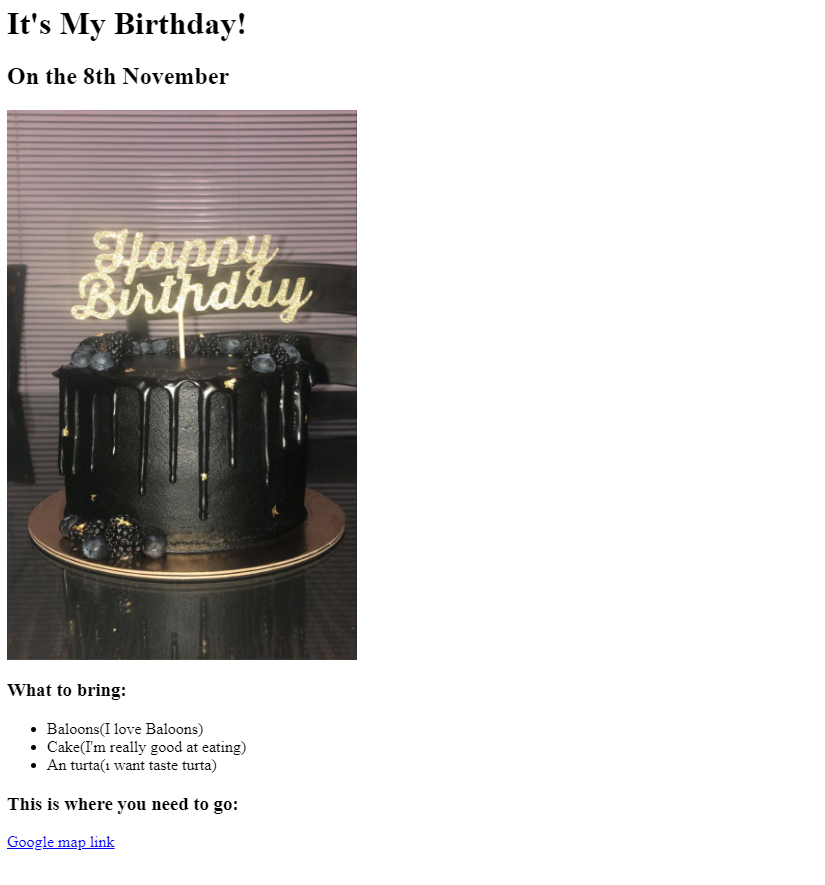 It's My Birthday!
On the 8th November
Happy
Birthday
What to bring:
Baloons(I love Baloons)
Cake(I'm really good at eating)
An turta(ı want taste turta)
This is where you need to go:
Google map link